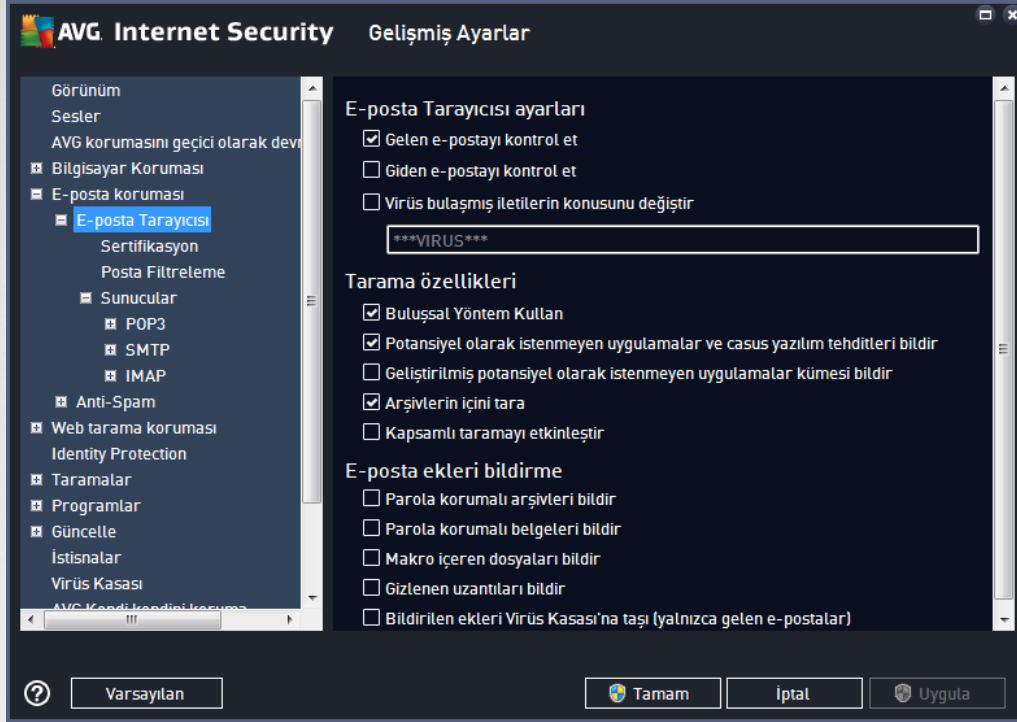 AVG Internet Security Gelişmiş Ayarlar
Görünüm
Sesler
AVG korumasını geçici olarak devr
Bilgisayar Koruması
E-posta koruması
E-posta Tarayıcısı
Sertifikasyon
Posta Filtreleme
Sunucular
POP3
SMTP
IMAP
Anti-Spam
Web tarama koruması
Identity Protection
Taramalar
Programlar
Güncelle
İstisnalar
Virüs Kasası
AVG Kendi kendini koruma
E-posta Tarayıcısı ayarları
Gelen e-postayı kontrol et
Giden e-postayı kontrol et
Virüs bulaşmış iletilerin konusunu değiştir
***VIRUS***
Tarama özellikleri
Buluşsal Yöntem Kullan
Potansiyel olarak istenmeyen uygulamalar ve casus yazılım tehditleri bildir
Geliştirilmiş potansiyel olarak istenmeyen uygulamalar kümesi bildir
Arşivlerin içini tara
Kapsamlı taramayı etkinleştir
E-posta ekleri bildirme
Parola korumalı arşivleri bildir
Parola korumalı belgeleri bildir
Makro içeren dosyaları bildir
Gizlenen uzantıları bildir
Bildirilen ekleri Virüs Kasası'na taşı (yalnızca gelen e-postalar)
Varsayılan
Tamam
İptal
Uygula